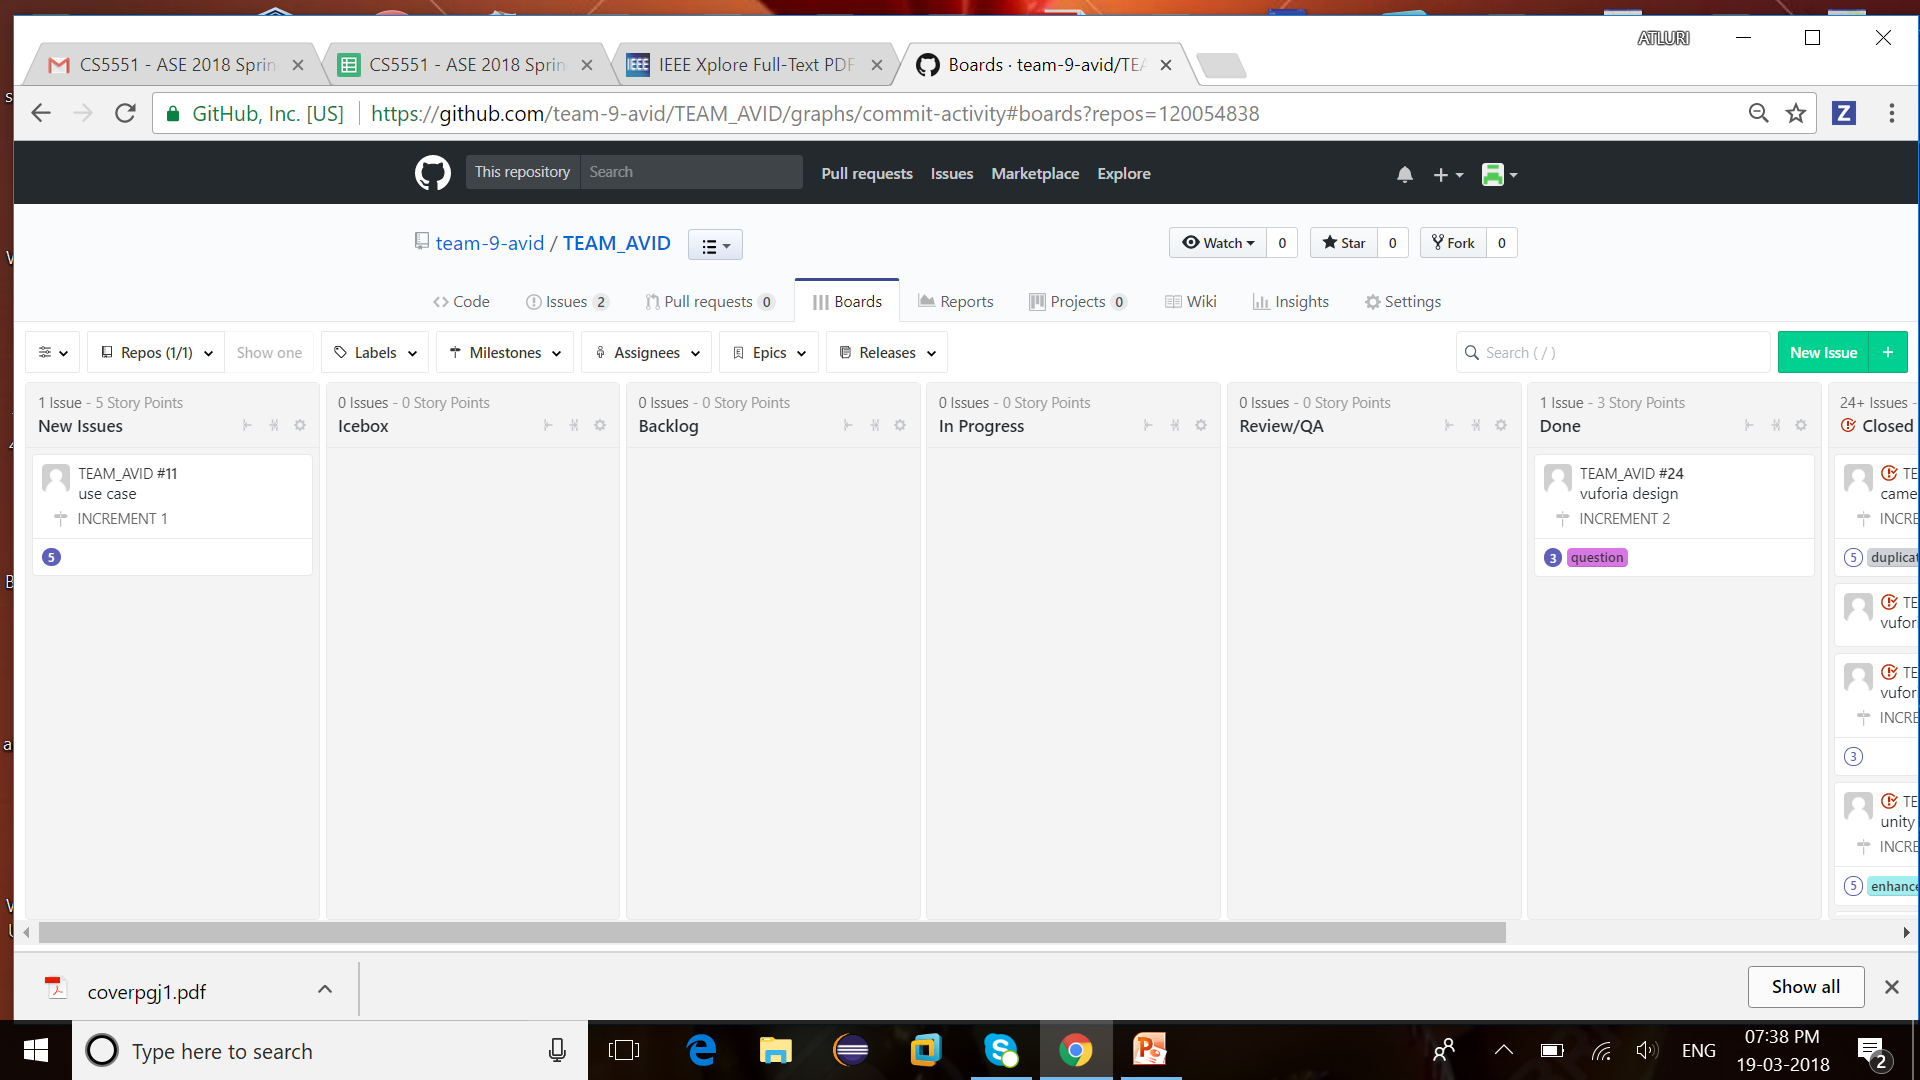 ATLURI
CS5551 - ASE 2018 Sprin
CS5551 - ASE 2018 Sprin
IEEE Xplore Full-Text PDF
Boards · team-9-avid/TEA
GitHub, Inc. [US]
https://github.com/team-9-avid/TEAM_AVID/graphs/commit-activity#boards?repos=120054838
This repository Search
Pull requests Issues Marketplace Explore
team-9-avid / TEAM_AVID
Watch 0 Star 0 Fork 0
Code Issues 2 Pull requests 0 Boards Reports Projects 0 Wiki Insights Settings
Repos (1/1) Show one Labels Milestones Assignees Epics Releases Search ( / ) New Issue +
1 Issue - 5 Story Points
New Issues
TEAM_AVID #11
use case
INCREMENT 1
5
0 Issues - 0 Story Points
Icebox
0 Issues - 0 Story Points
Backlog
0 Issues - 0 Story Points
In Progress
0 Issues - 0 Story Points
Review/QA
1 Issue - 3 Story Points
Done
TEAM_AVID #24
vuforia design
INCREMENT 2
3 question
24+ Issues -
Closed
TE
came
INCRE
5 duplicat
TE
vufor
TE
vufor
INCRE
3
TE
unity
INCRE
5 enhance
coverpgj1.pdf
Show all
Type here to search
ENG
07:38 PM
19-03-2018
2